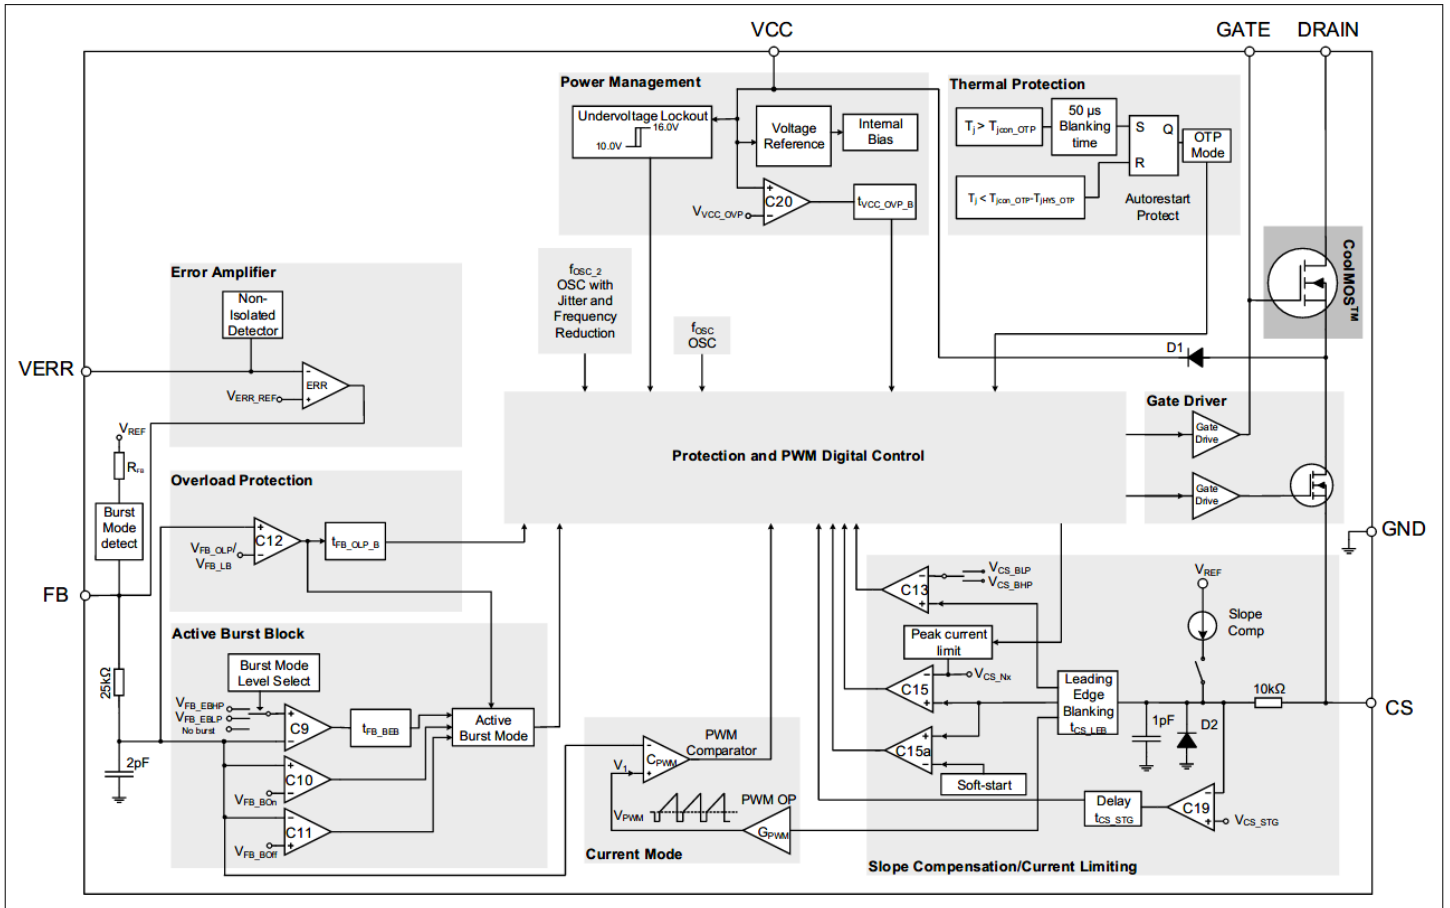 VCC
GATE
DRAIN
Power Management
Undervoltage Lockout
16.0V
10.0V
Voltage
Reference
Internal
Bias
C20
+
−
VVCC_OVP
tVCC_OVP_B
Thermal Protection
Tj > Tjcon_OTP
50 µs
Blanking
time
S
Q
R
OTP
Mode
Tj < Tjcon_OTP-TjHYS_OTP
Autorestart
Protect
CoolMOS™
Error Amplifier
Non-
Isolated
Detector
VERR
−
ERR
+
VERR_REF
fOSC_2
OSC with
Jitter and
Frequency
Reduction
fOSC
OSC
D1
VREF
RFB
Burst
Mode
detect
FB
Overload Protection
+
C12
−
VFB_OLP/
VFB_LB
tFB_OLP_B
Protection and PWM Digital Control
Gate Driver
Gate
Drive
Gate
Drive
GND
Active Burst Block
Burst Mode
Level Select
25kΩ
VFB_EBHP
VFB_EBLP
No burst
+
C9
−
tFB_BEB
Active
Burst Mode
2pF
+
C10
−
VFB_BOn
−
C11
+
VFB_BOff
PWM
Comparator
−
CPWM
+
V1
VPWM
PWM OP
GPWM
Current Mode
−
C13
+
VCS_BLP
VCS_BHP
Peak current
limit
−
C15
+
VCS_Nx
+
C15a
−
Soft-start
Leading
Edge
Blanking
tCS_LEB
VREF
Slope
Comp
10kΩ
CS
1pF
D2
Delay
tCS_STG
−
C19
+
VCS_STG
Slope Compensation/Current Limiting